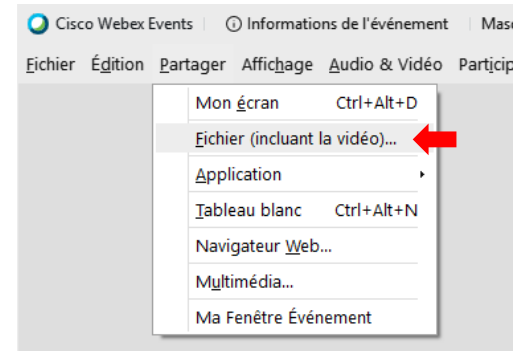 Cisco Webex Events Informations de l'événement
Fichier Édition Partager Affichage Audio & Vidéo
Mon écran Ctrl+Alt+D
Fichier (incluant la vidéo)...
Application
Tableau blanc Ctrl+Alt+N
Navigateur Web...
Multimédia...
Ma Fenêtre Événement